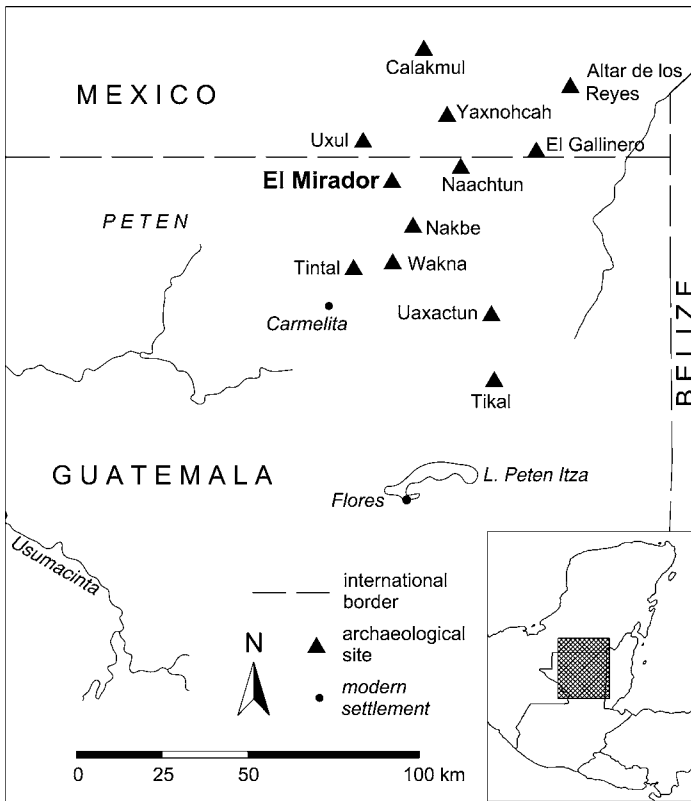 Calakmul
Altar de los
Reyes
MEXICO
Yaxnohcah
Uxul
El Gallinero
El Mirador
Naachtun
PETEN
Nakbe
Tintal
Wakna
Carmelita
Uaxactun
BELIZE
Tikal
GUATEMALA
L. Peten Itza
Flores
Usumacinta
international
border
N
archaeological
site
modern
settlement
0 25 50 100 km